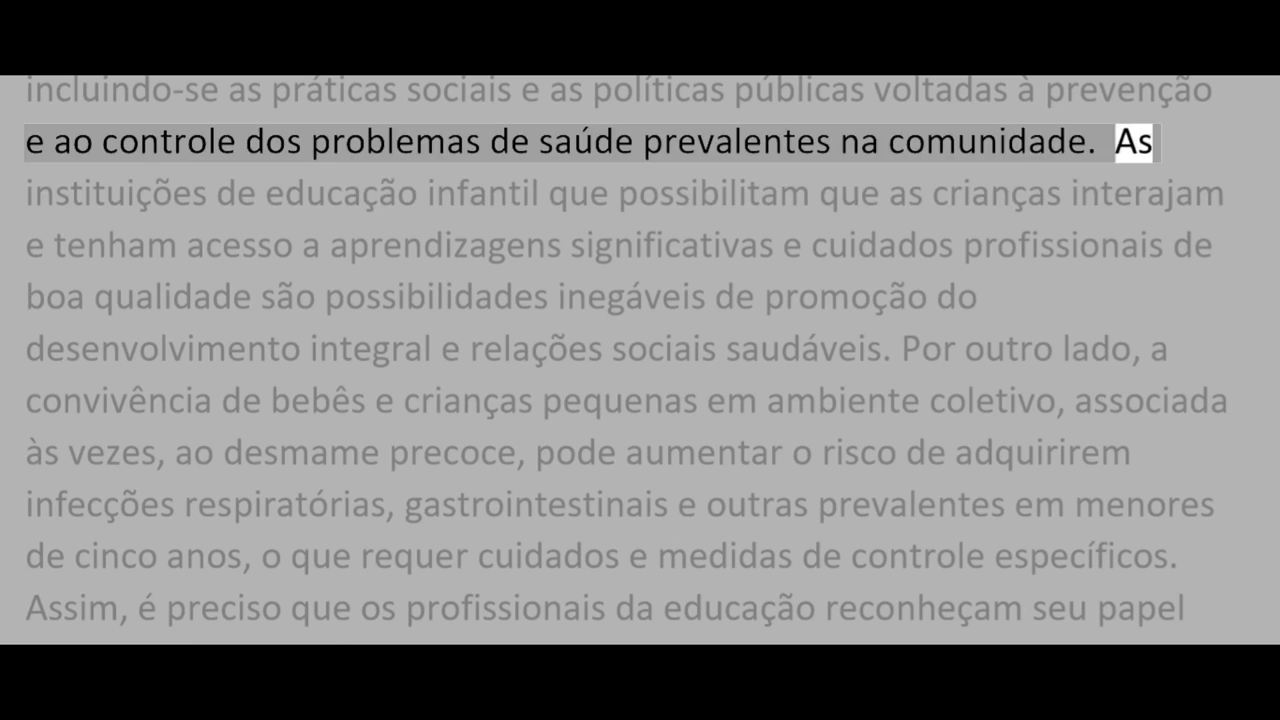 incluindo-se as práticas sociais e as políticas públicas voltadas à prevenção
e ao controle dos problemas de saúde prevalentes na comunidade.  As
instituições de educação infantil que possibilitam que as crianças interajam
e tenham acesso a aprendizagens significativas e cuidados profissionais de
boa qualidade são possibilidades inegáveis de promoção do
desenvolvimento integral e relações sociais saudáveis. Por outro lado, a
convivência de bebês e crianças pequenas em ambiente coletivo, associada
às vezes, ao desmame precoce, pode aumentar o risco de adquirirem
infecções respiratórias, gastrointestinais e outras prevalentes em menores
de cinco anos, o que requer cuidados e medidas de controle específicos.
Assim, é preciso que os profissionais da educação reconheçam seu papel